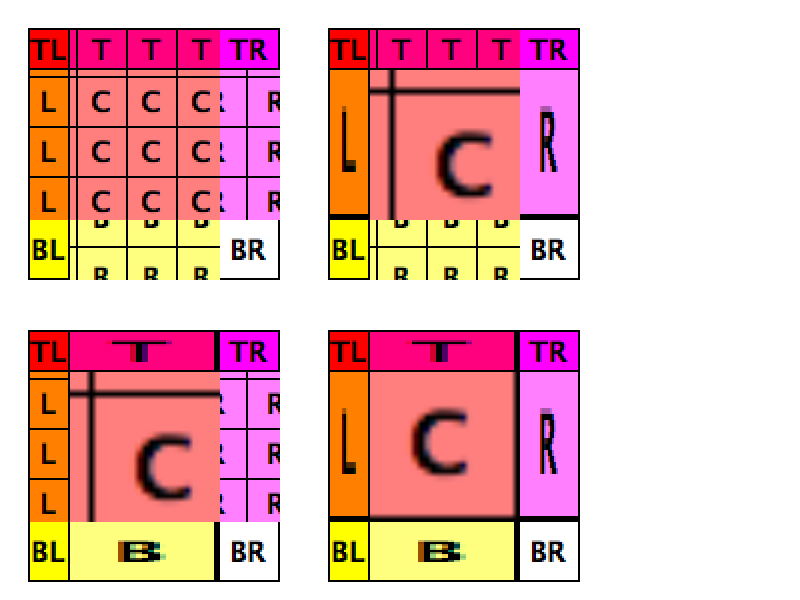 TL T T T TR TL T T T TR
L C C C R R L C R
L C C C R R
L C C C R R
BL B B B BR BL B B B BR
B B B B B B
TL T TR TL T TR
L R R L C R
L C R R
L R R
BL B BR BL B BR